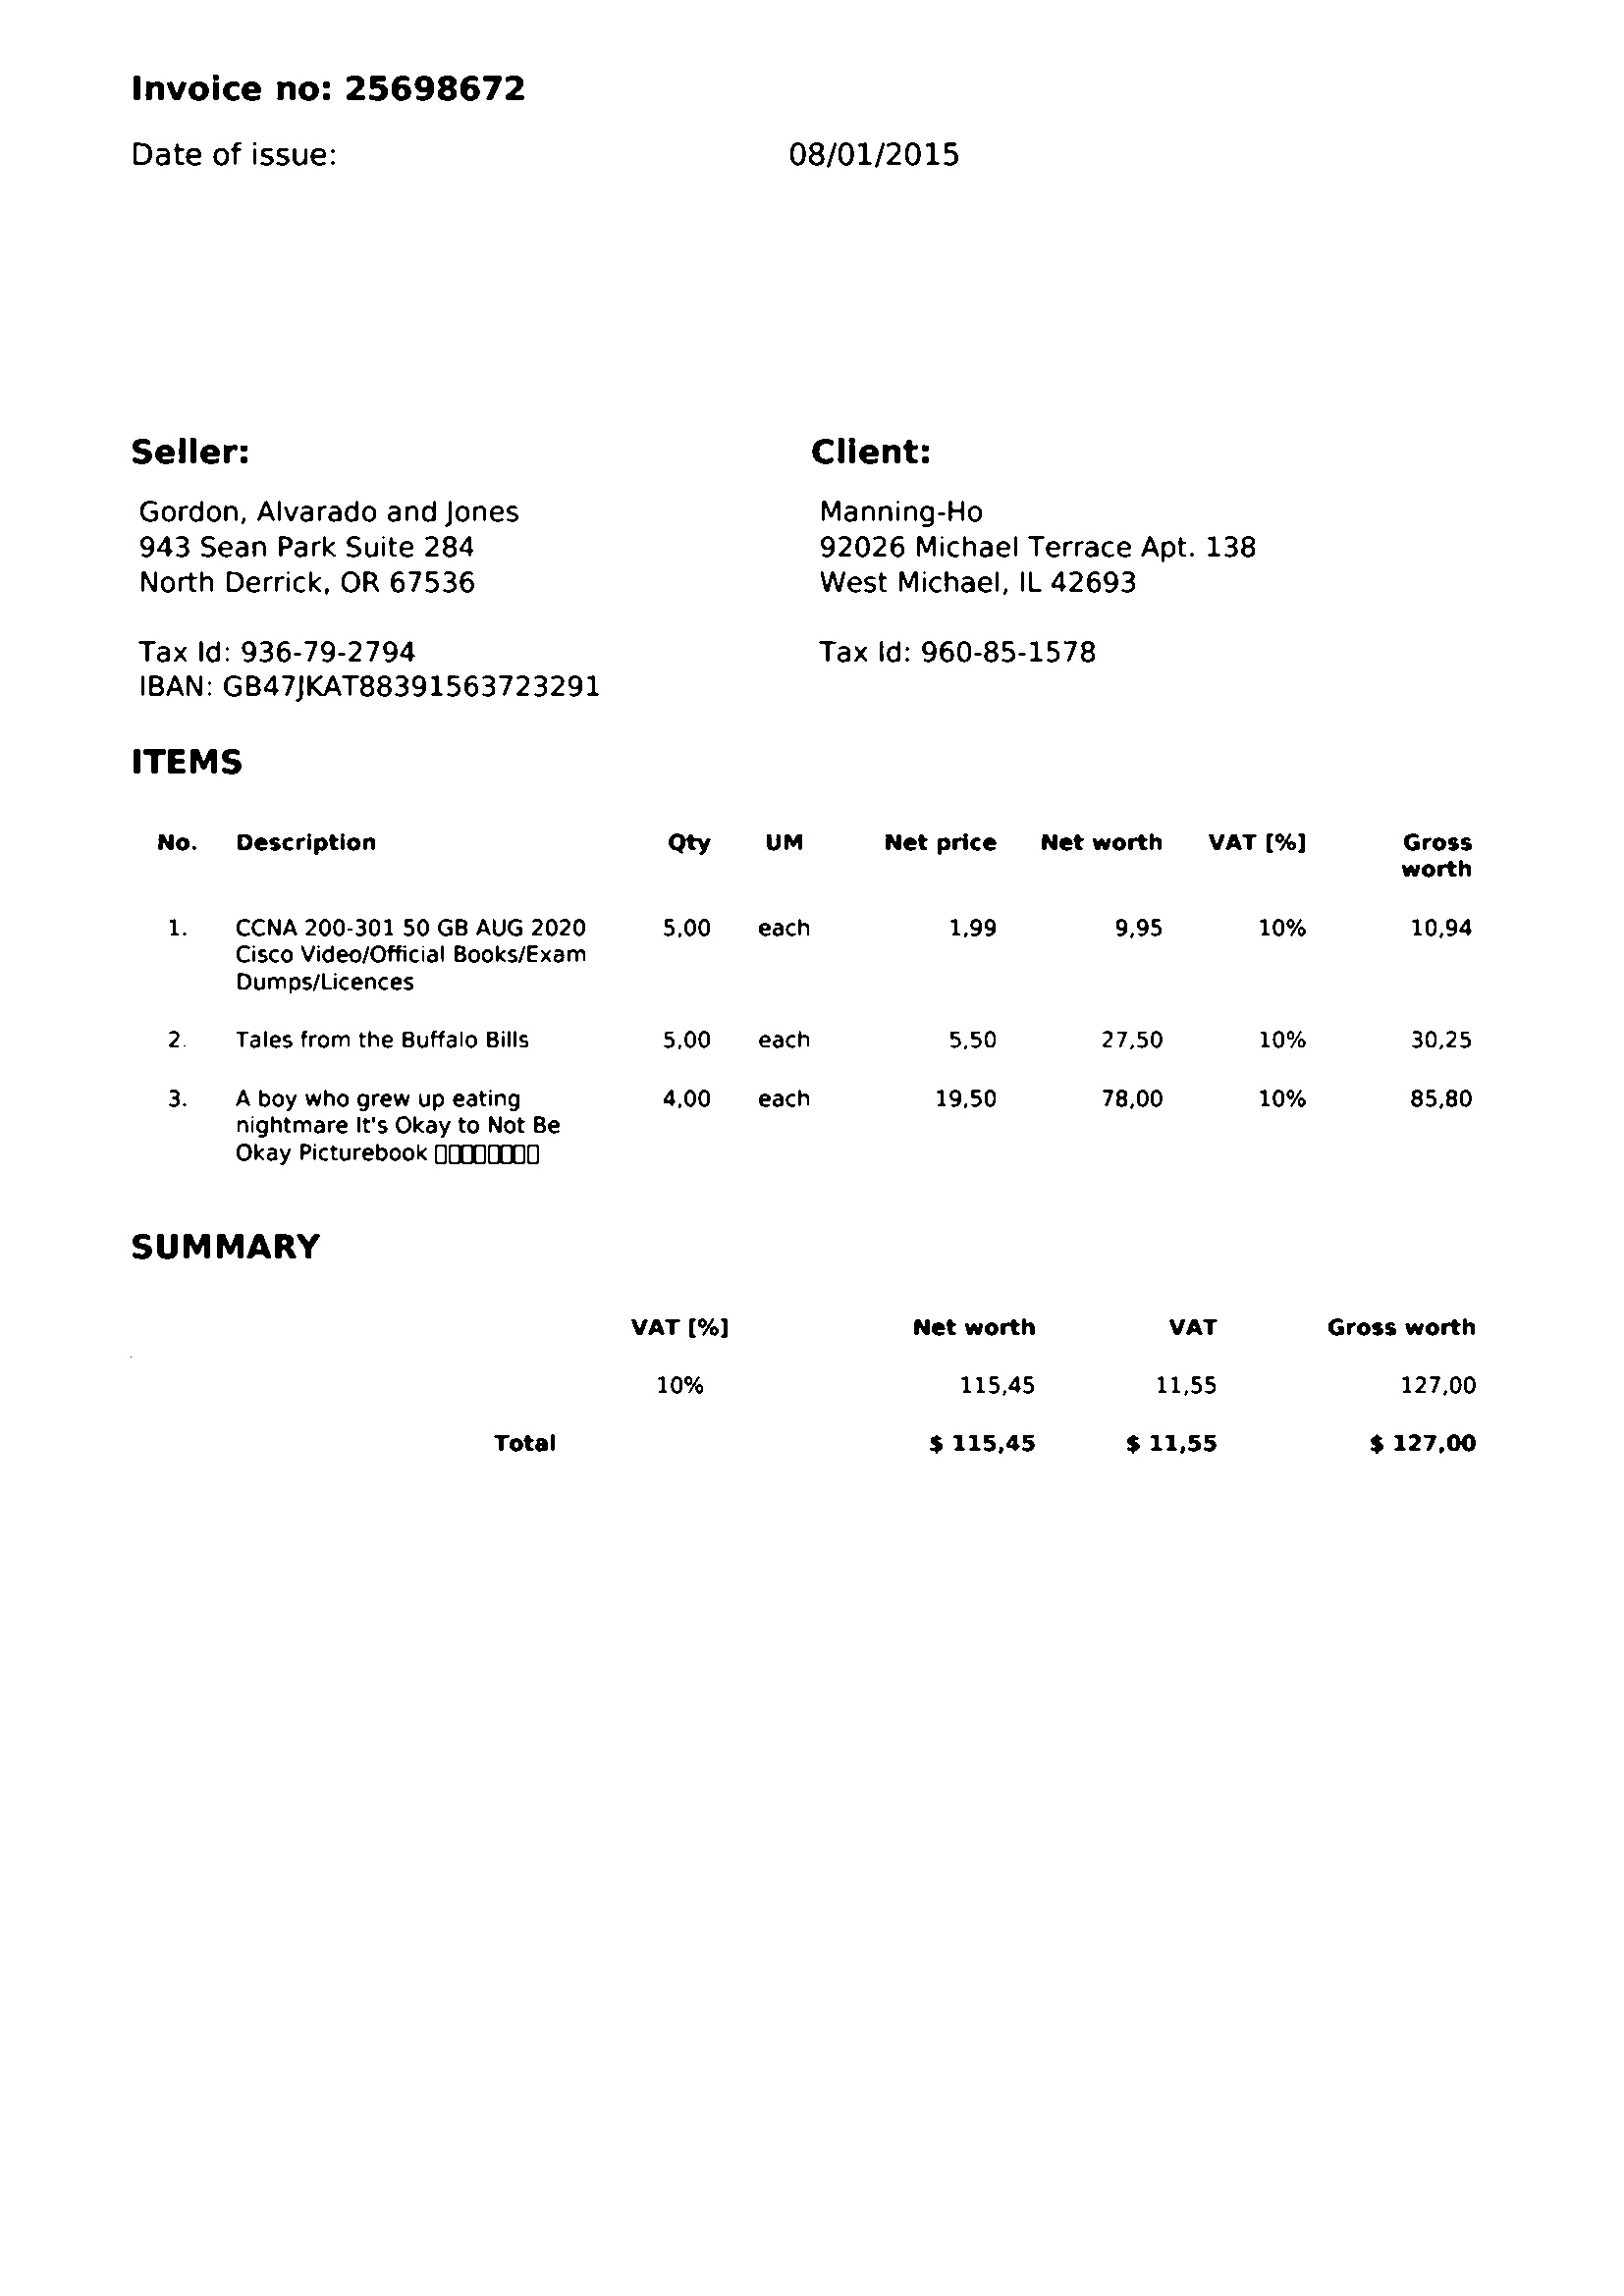 Invoice no: 25698672
Date of issue: 08/01/2015
Seller:
Gordon, Alvarado and Jones
943 Sean Park Suite 284
North Derrick, OR 67536
Tax Id: 936-79-2794
IBAN: GB47JKAT88391563723291
Client:
Manning-Ho
92026 Michael Terrace Apt. 138
West Michael, IL 42693
Tax Id: 960-85-1578
ITEMS
No. Description Qty UM Net price Net worth VAT [%] Gross
worth
1. CCNA 200-301 50 GB AUG 2020 5,00 each 1,99 9,95 10% 10,94
Cisco Video/Official Books/Exam
Dumps/Licences
2. Tales from the Buffalo Bills 5,00 each 5,50 27,50 10% 30,25
3. A boy who grew up eating 4,00 each 19,50 78,00 10% 85,80
nightmare It's Okay to Not Be
Okay Picturebook
SUMMARY
VAT [%] Net worth VAT Gross worth
10% 115,45 11,55 127,00
Total $ 115,45 $ 11,55 $ 127,00